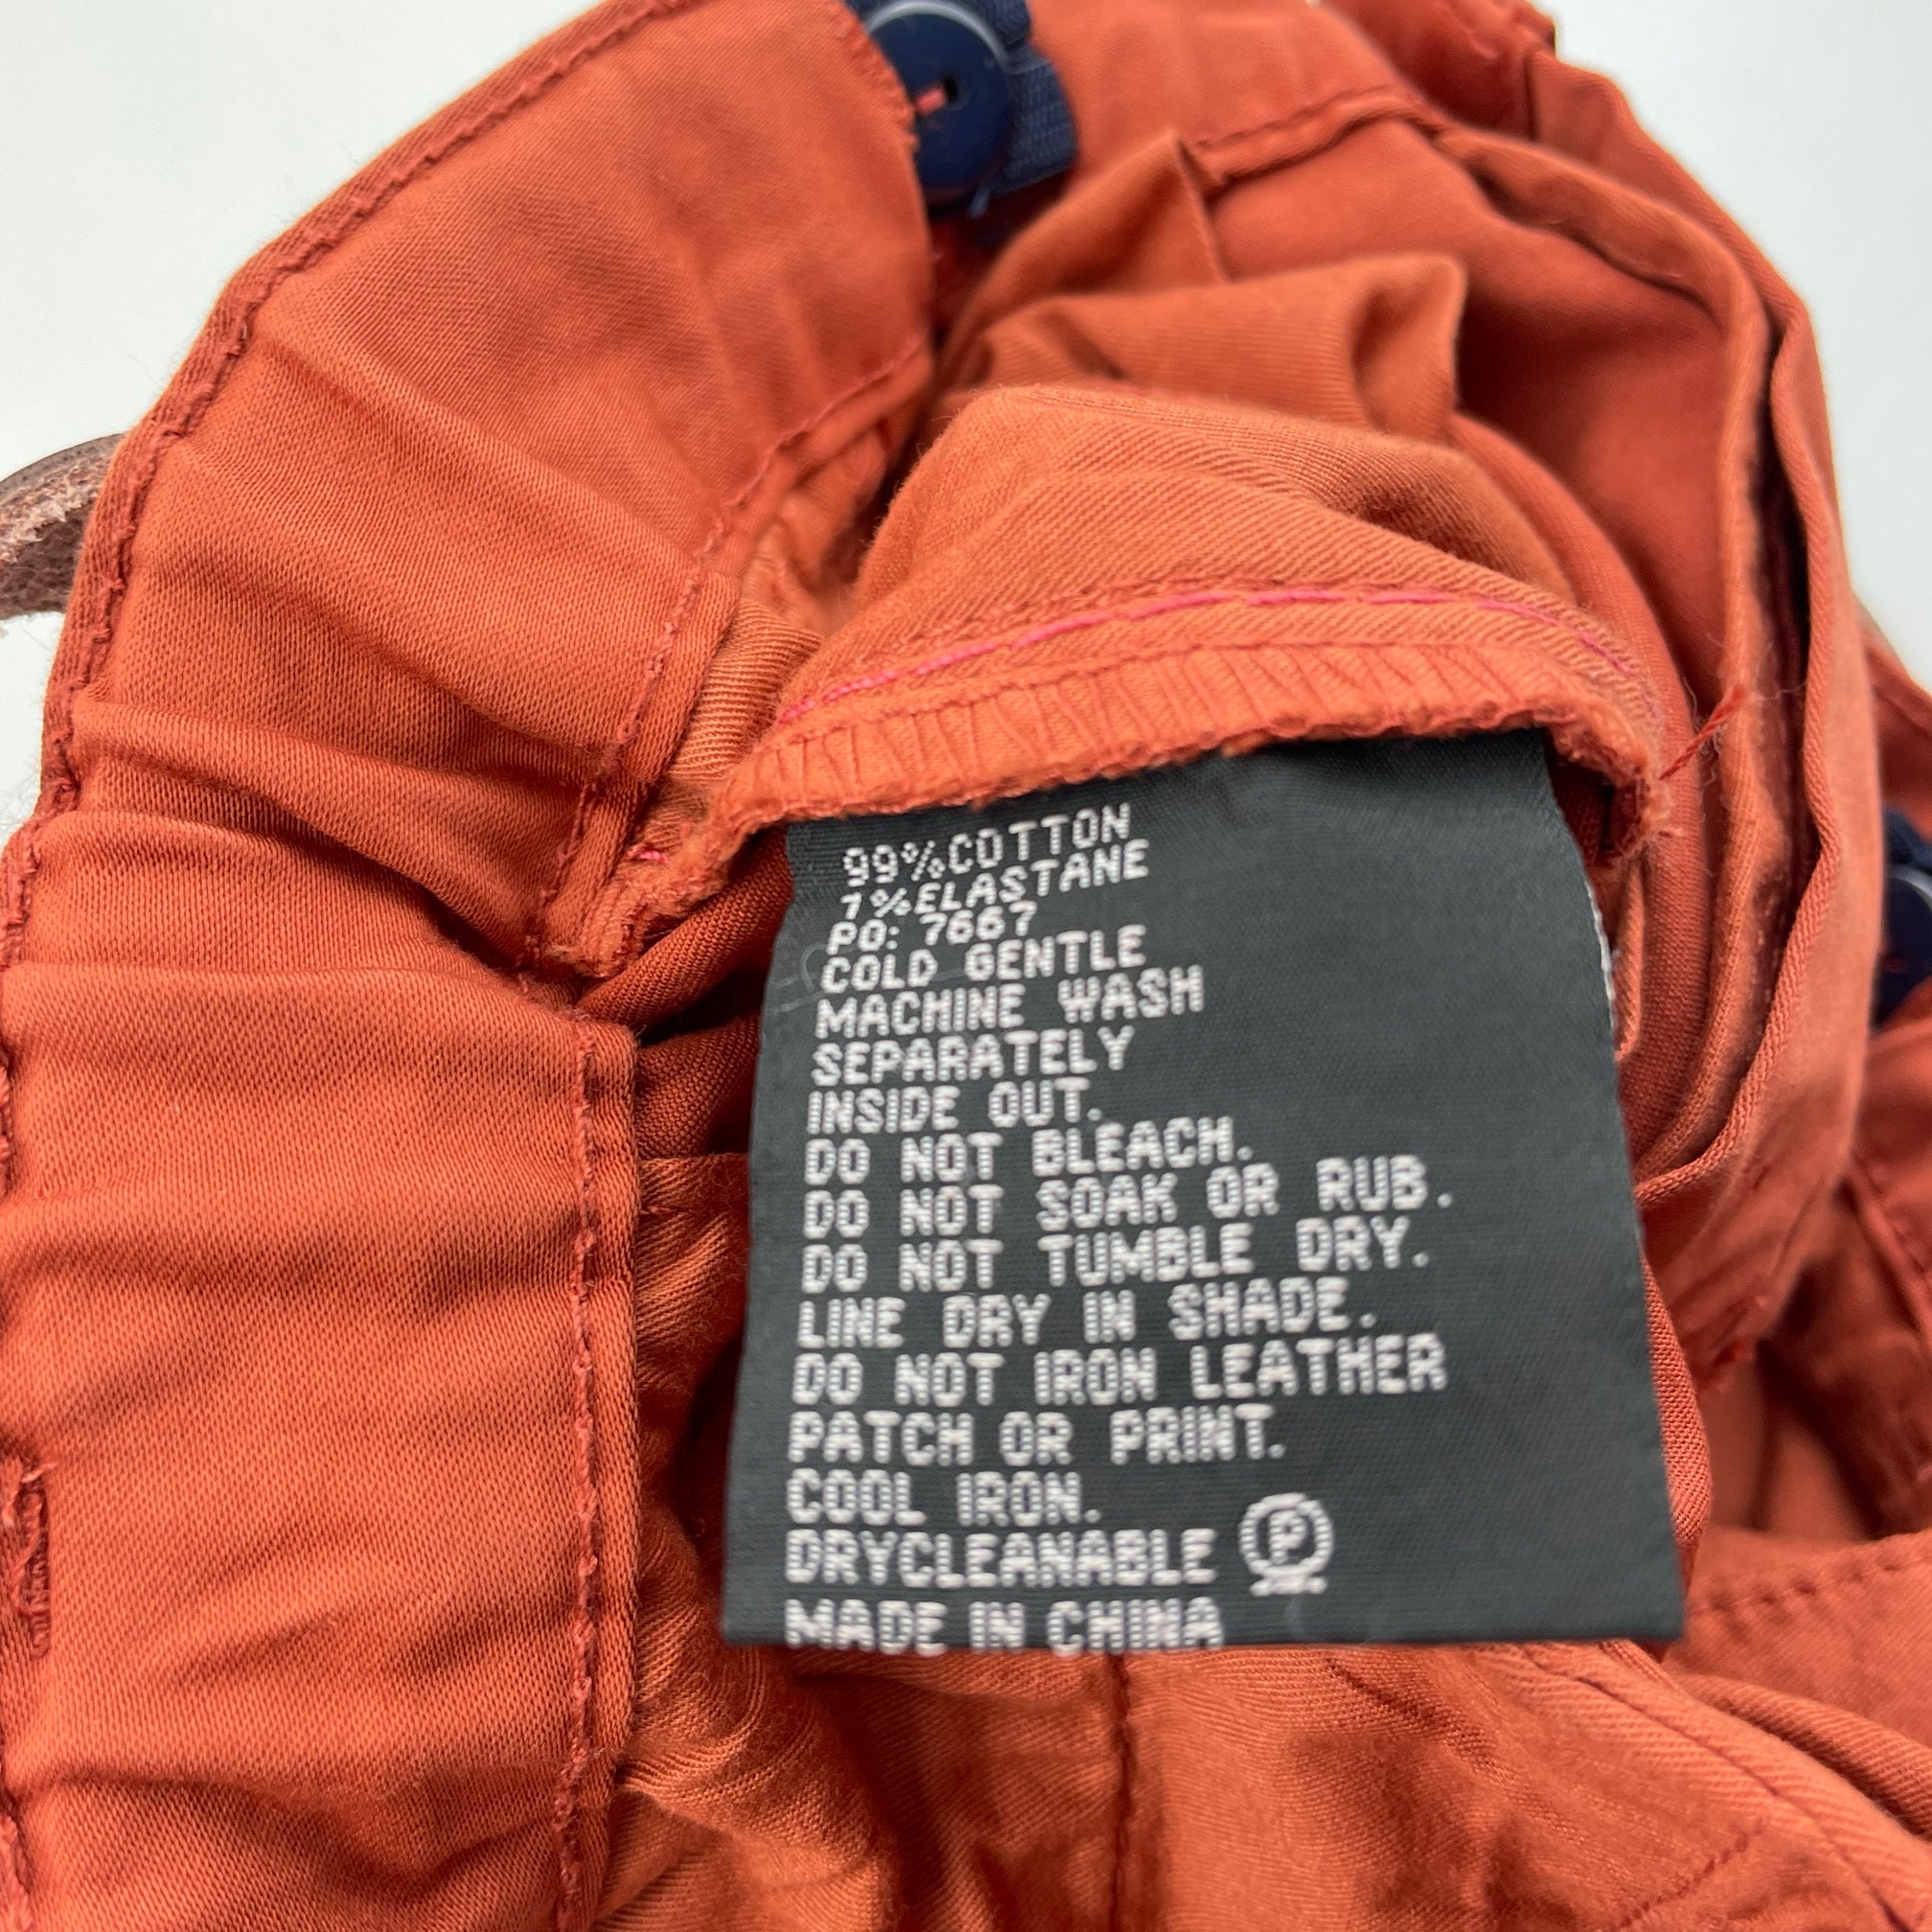 99%COTTON
1%ELASTANE
PO: 7667
COLD GENTLE
MACHINE WASH
SEPARATELY
INSIDE OUT.
DO NOT BLEACH.
DO NOT SOAK OR RUB.
DO NOT TUMBLE DRY.
LINE DRY IN SHADE.
DO NOT IRON LEATHER
PATCH OR PRINT.
COOL IRON.
DRYCLEANABLE P
MADE IN CHINA